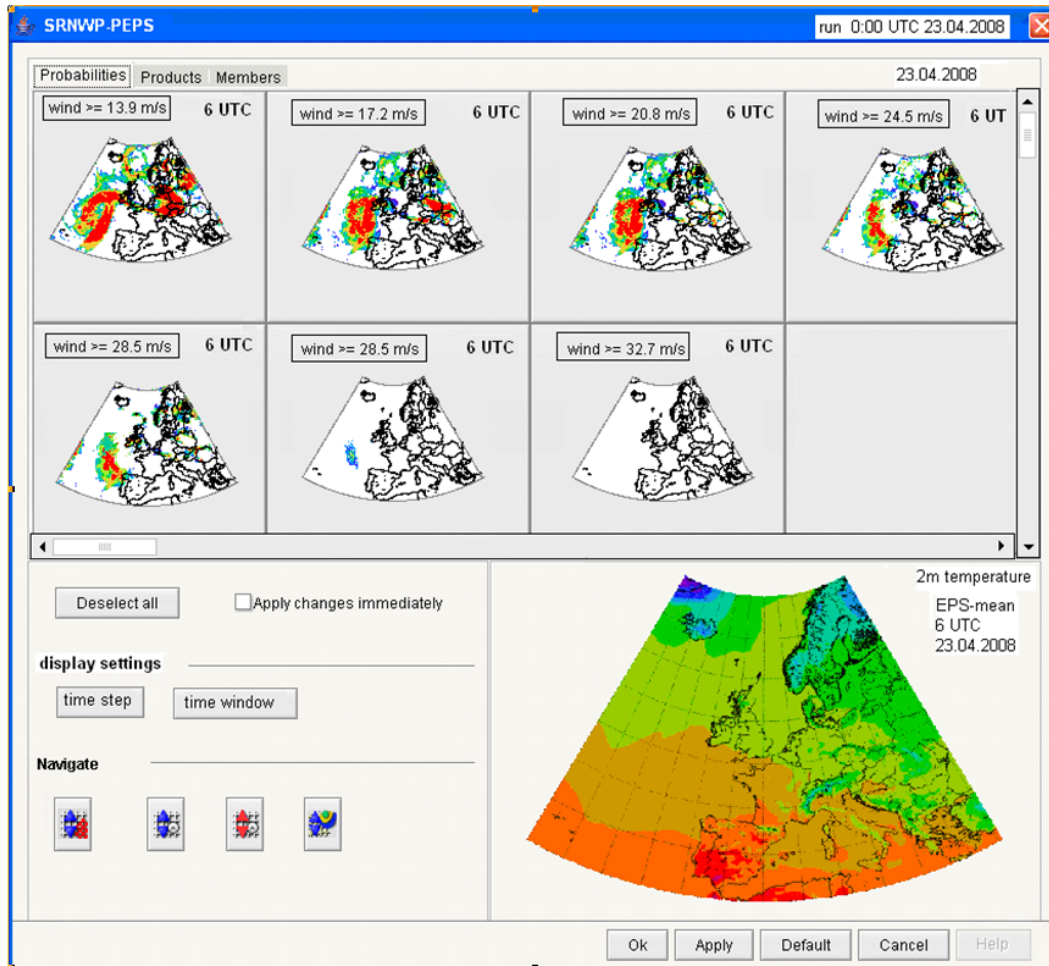 SRNWP-PEPS
run 0:00 UTC 23.04.2008
Probabilities Products Members
23.04.2008
wind >= 13.9 m/s 6 UTC
wind >= 17.2 m/s 6 UTC
wind >= 20.8 m/s 6 UTC
wind >= 24.5 m/s 6 UT
wind >= 28.5 m/s 6 UTC
wind >= 28.5 m/s 6 UTC
wind >= 32.7 m/s 6 UTC
Deselect all
Apply changes immediately
display settings
time step
time window
Navigate
2m temperature
EPS-mean
6 UTC
23.04.2008
Ok
Apply
Default
Cancel
Help